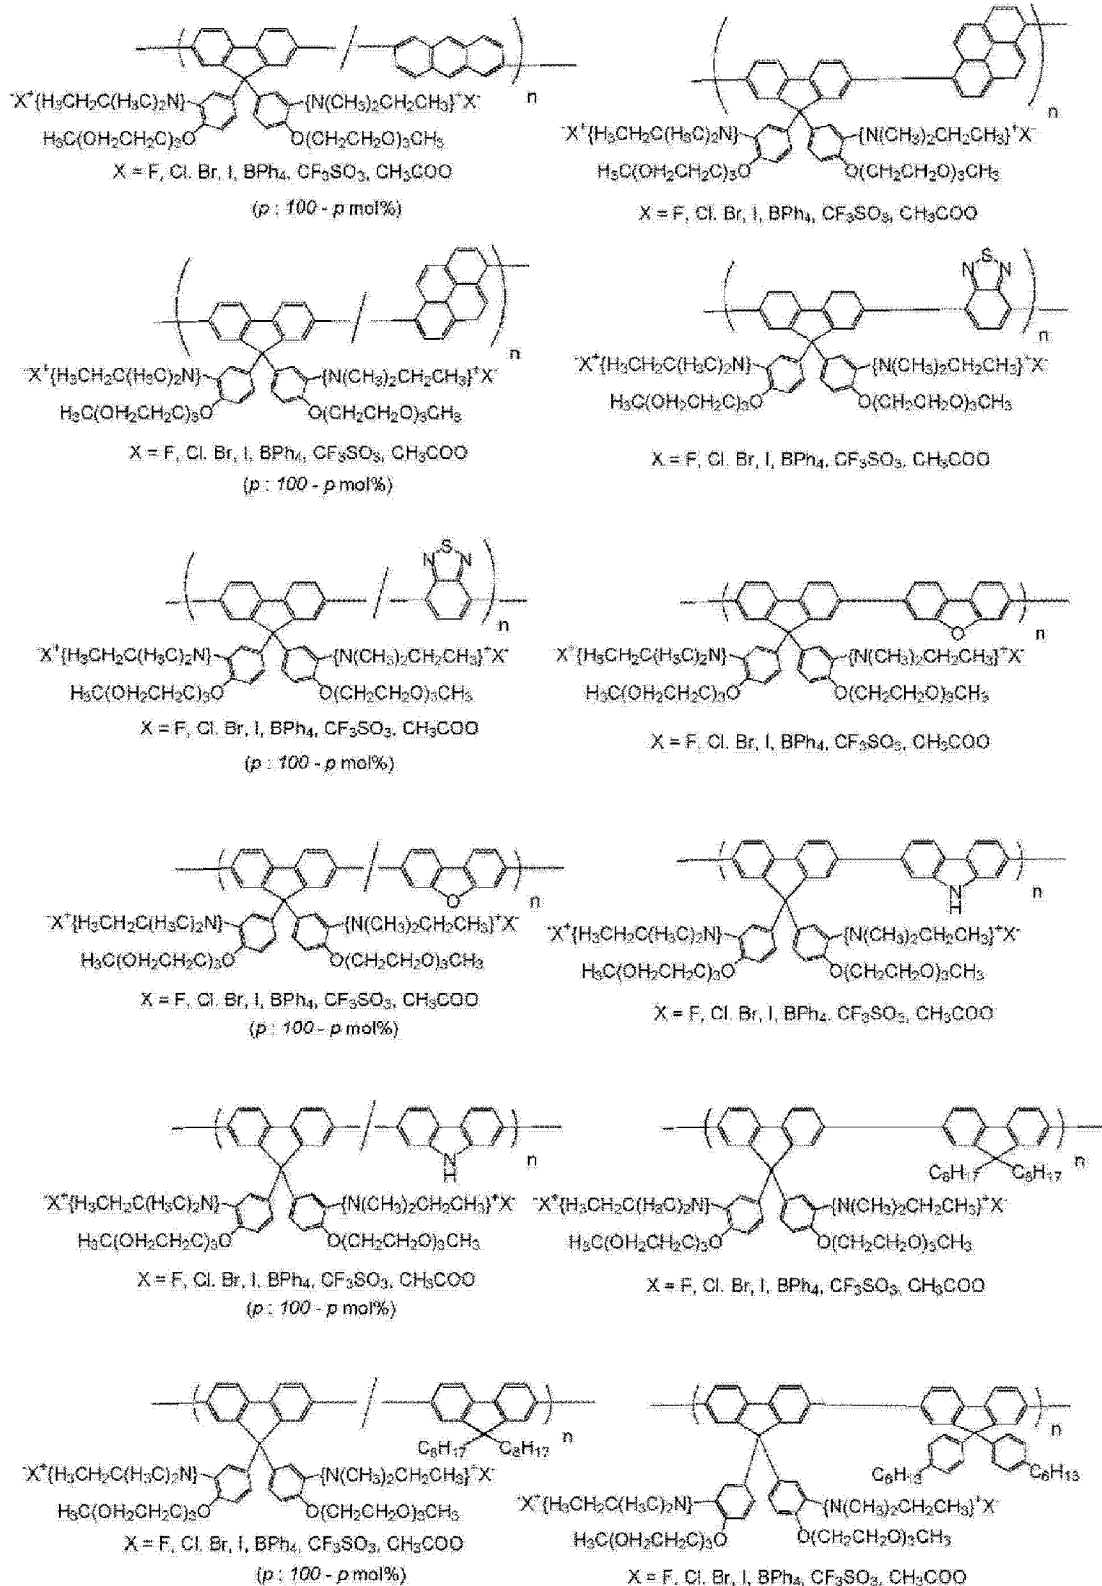 n
⁻X⁺{H₃CH₂C(H₃C)₂N} {N(CH₃)₂CH₂CH₃}⁺X⁻
H₃C(OH₂CH₂C)₃O O(CH₂CH₂O)₃CH₃
X = F, Cl. Br, I, BPh₄, CF₃SO₃, CH₃COO
(p : 100 - p mol%)
n
⁻X⁺{H₃CH₂C(H₃C)₂N} {N(CH₃)₂CH₂CH₃}⁺X⁻
H₃C(OH₂CH₂C)₃O O(CH₂CH₂O)₃CH₃
X = F, Cl. Br, I, BPh₄, CF₃SO₃, CH₃COO
n
⁻X⁺{H₃CH₂C(H₃C)₂N} {N(CH₃)₂CH₂CH₃}⁺X⁻
H₃C(OH₂CH₂C)₃O O(CH₂CH₂O)₃CH₃
X = F, Cl. Br, I, BPh₄, CF₃SO₃, CH₃COO
(p : 100 - p mol%)
S
N N
n
⁻X⁺{H₃CH₂C(H₃C)₂N} {N(CH₃)₂CH₂CH₃}⁺X⁻
H₃C(OH₂CH₂C)₃O O(CH₂CH₂O)₃CH₃
X = F, Cl. Br, I, BPh₄, CF₃SO₃, CH₃COO
S
N N
n
⁻X⁺{H₃CH₂C(H₃C)₂N} {N(CH₃)₂CH₂CH₃}⁺X⁻
H₃C(OH₂CH₂C)₃O O(CH₂CH₂O)₃CH₃
X = F, Cl. Br, I, BPh₄, CF₃SO₃, CH₃COO
(p : 100 - p mol%)
O n
⁻X⁺{H₃CH₂C(H₃C)₂N} {N(CH₃)₂CH₂CH₃}⁺X⁻
H₃C(OH₂CH₂C)₃O O(CH₂CH₂O)₃CH₃
X = F, Cl. Br, I, BPh₄, CF₃SO₃, CH₃COO
O n
⁻X⁺{H₃CH₂C(H₃C)₂N} {N(CH₃)₂CH₂CH₃}⁺X⁻
H₃C(OH₂CH₂C)₃O O(CH₂CH₂O)₃CH₃
X = F, Cl. Br, I, BPh₄, CF₃SO₃, CH₃COO
(p : 100 - p mol%)
N n
H
⁻X⁺{H₃CH₂C(H₃C)₂N} {N(CH₃)₂CH₂CH₃}⁺X⁻
H₃C(OH₂CH₂C)₃O O(CH₂CH₂O)₃CH₃
X = F, Cl. Br, I, BPh₄, CF₃SO₃, CH₃COO
N n
H
⁻X⁺{H₃CH₂C(H₃C)₂N} {N(CH₃)₂CH₂CH₃}⁺X⁻
H₃C(OH₂CH₂C)₃O O(CH₂CH₂O)₃CH₃
X = F, Cl. Br, I, BPh₄, CF₃SO₃, CH₃COO
(p : 100 - p mol%)
C₈H₁₇ C₈H₁₇ n
⁻X⁺{H₃CH₂C(H₃C)₂N} {N(CH₃)₂CH₂CH₃}⁺X⁻
H₃C(OH₂CH₂C)₃O O(CH₂CH₂O)₃CH₃
X = F, Cl. Br, I, BPh₄, CF₃SO₃, CH₃COO
C₈H₁₇ C₈H₁₇ n
⁻X⁺{H₃CH₂C(H₃C)₂N} {N(CH₃)₂CH₂CH₃}⁺X⁻
H₃C(OH₂CH₂C)₃O O(CH₂CH₂O)₃CH₃
X = F, Cl. Br, I, BPh₄, CF₃SO₃, CH₃COO
(p : 100 - p mol%)
n
C₆H₁₃ C₆H₁₃
⁻X⁺{H₃CH₂C(H₃C)₂N} {N(CH₃)₂CH₂CH₃}⁺X⁻
H₃C(OH₂CH₂C)₃O O(CH₂CH₂O)₃CH₃
X = F, Cl. Br, I, BPh₄, CF₃SO₃, CH₃COO